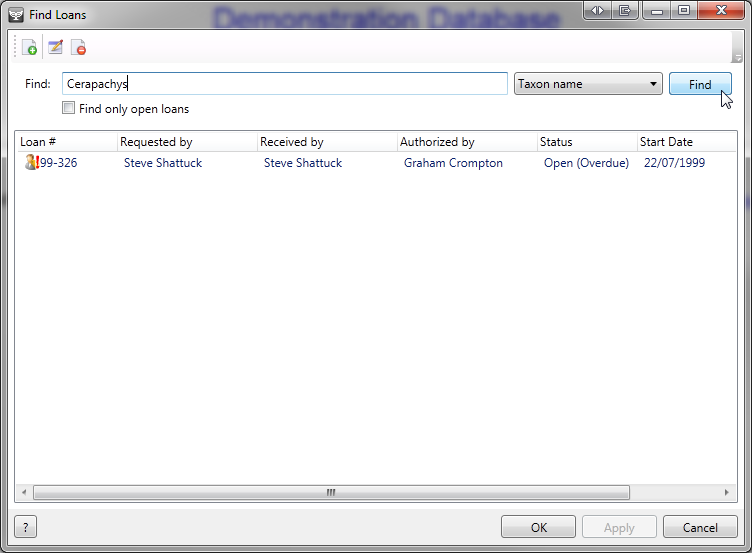 Demonstration Database
Find Loans
Find: Cerapachys Taxon name Find
Find only open loans
Loan # Requested by Received by Authorized by Status Start Date
99-326 Steve Shattuck Steve Shattuck Graham Crompton Open (Overdue) 22/07/1999
? OK Apply Cancel